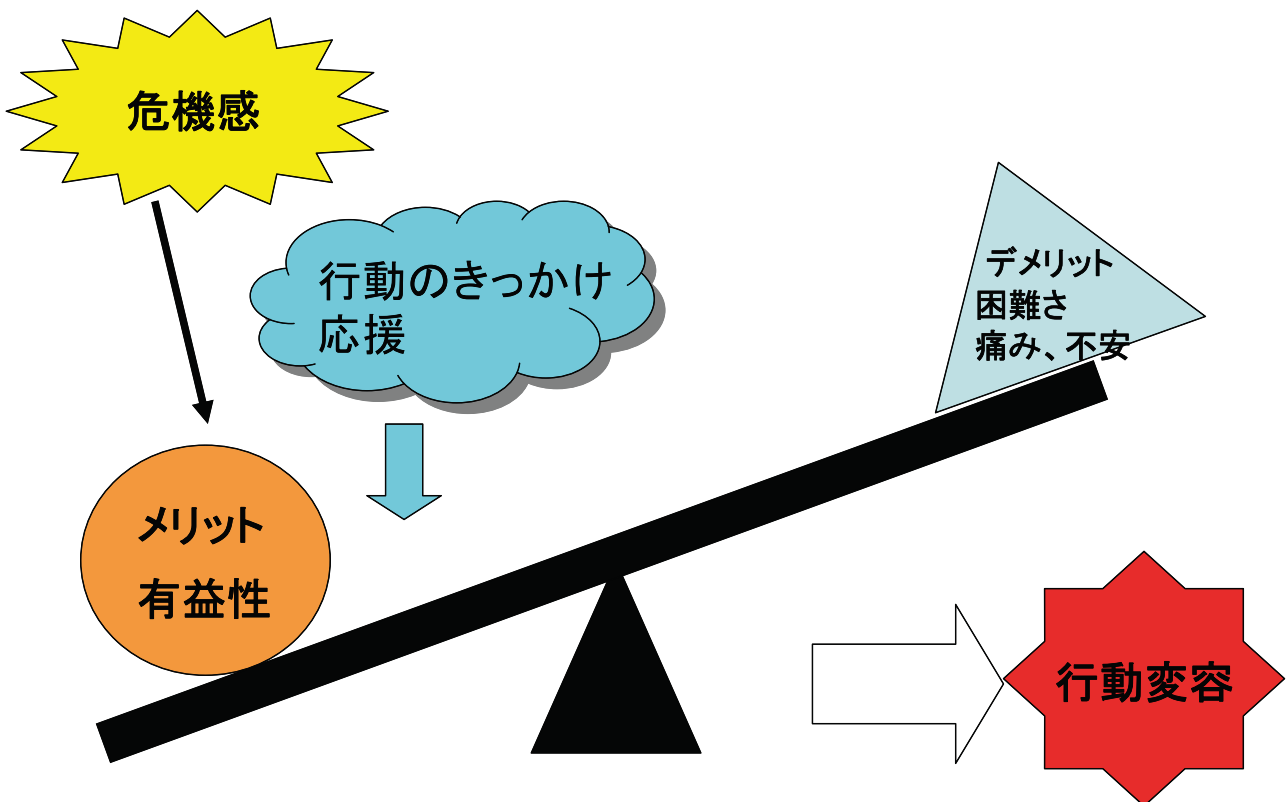 危機感
行動のきっかけ
応援
デメリット
困難さ
痛み、不安
メリット
有益性
行動変容